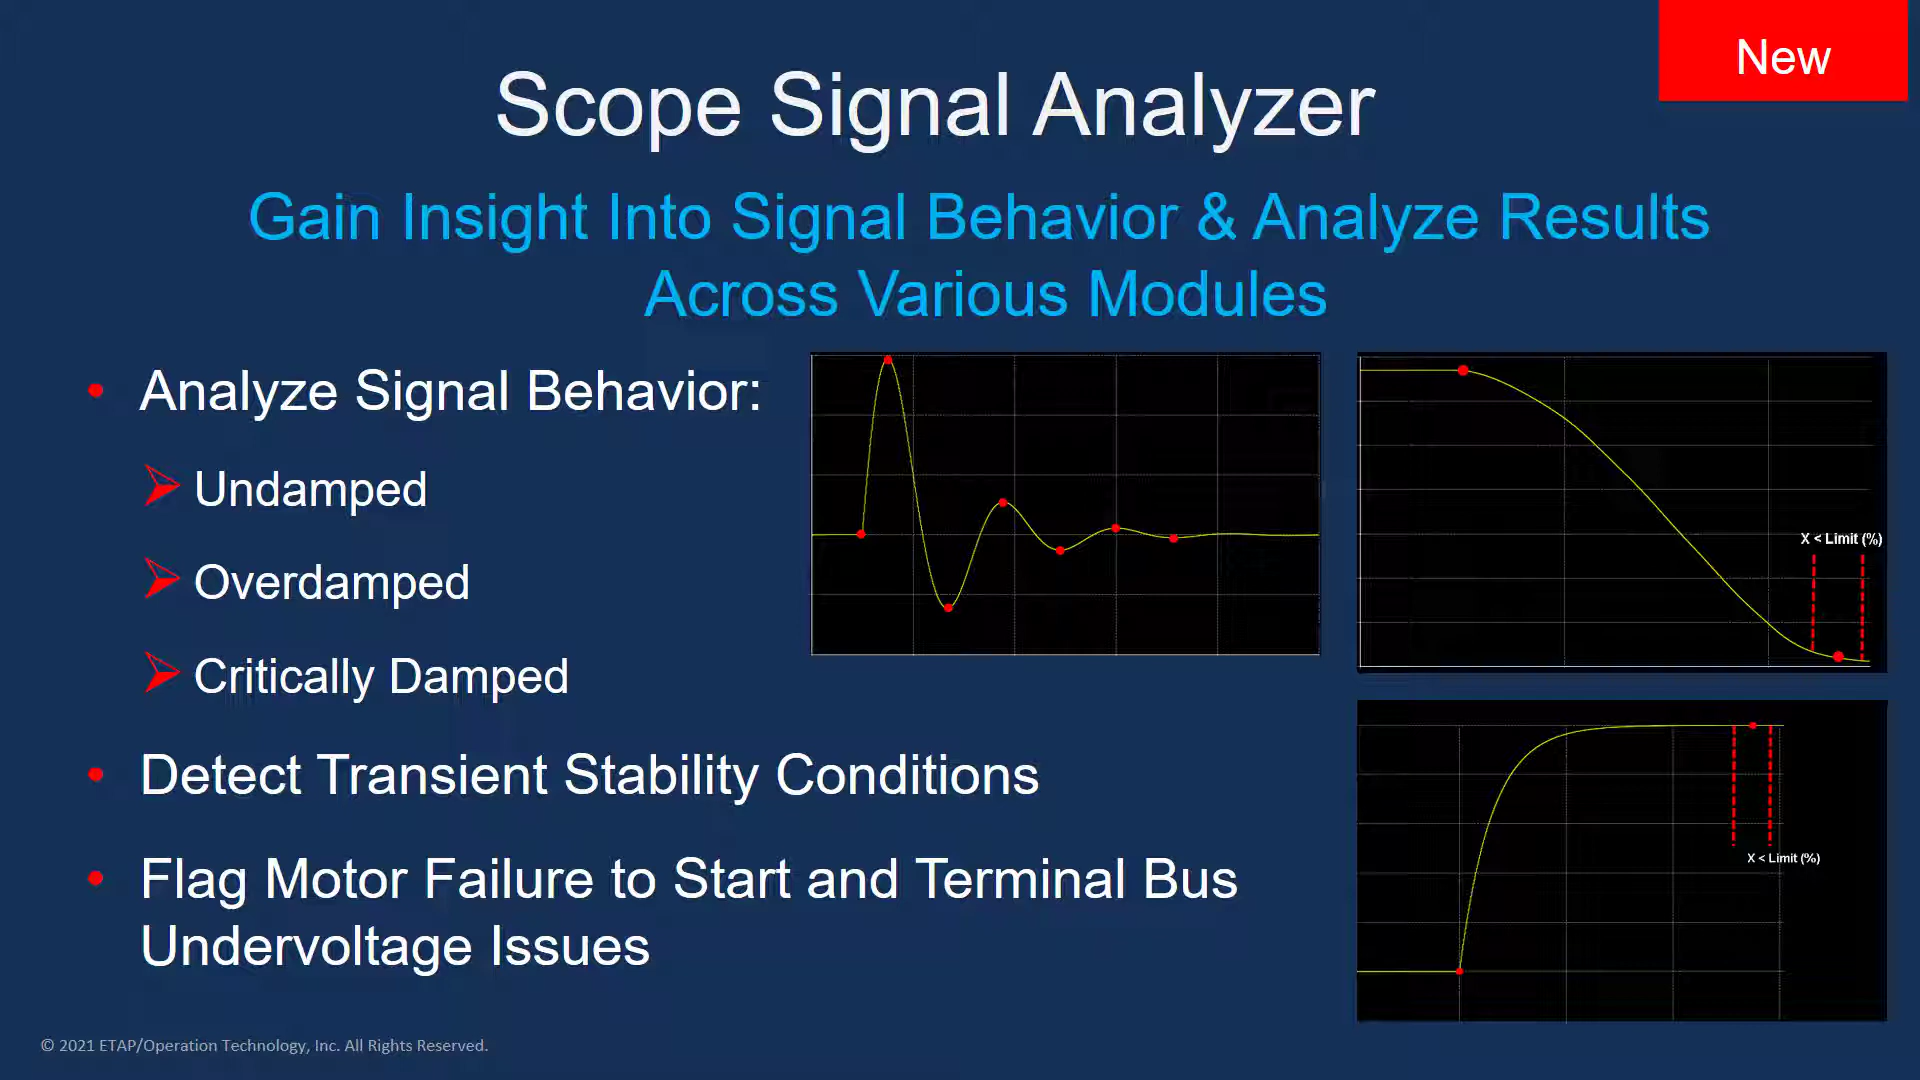 New
Scope Signal Analyzer
Gain Insight Into Signal Behavior & Analyze Results
Across Various Modules
• Analyze Signal Behavior:
➢ Undamped
➢ Overdamped
➢ Critically Damped
• Detect Transient Stability Conditions
• Flag Motor Failure to Start and Terminal Bus
Undervoltage Issues
X < Limit (%)
X < Limit (%)
© 2021 ETAP/Operation Technology, Inc. All Rights Reserved.